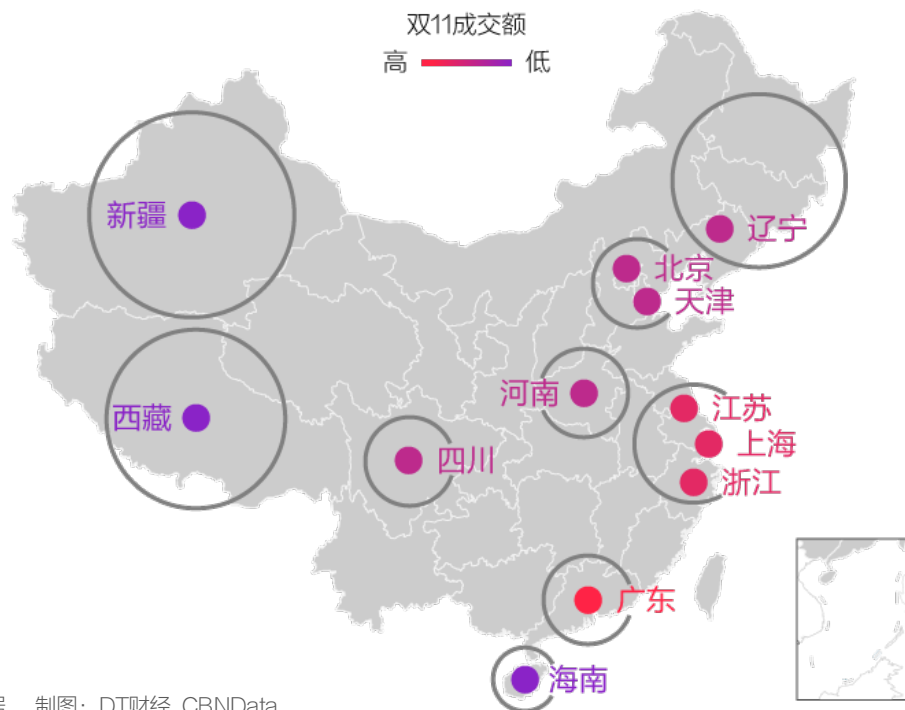 双11成交额
高 低
新疆
辽宁
北京
天津
河南
江苏
西藏
上海
四川
浙江
广东
海南
制图：DT财经 CBNData